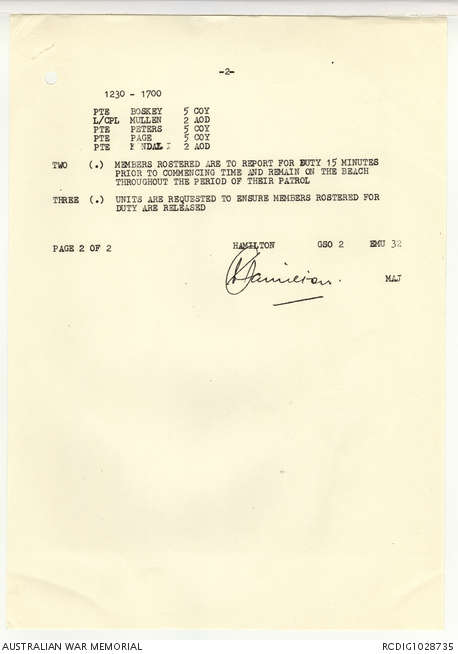 -2-
1230 - 1700
PTE BOSKEY 5 COY
L/CPL MULLEN 2 AOD
PTE PETERS 2 AOD
PTE PAGE 5 COY
PTE 2 AOD
TWO (.) MEMBERS ROSTERED ARE TO REPORT FOR DUTY 15 MINUTES
PRIOR TO COMMENCING TIME AND REMAIN ON THE BEACH
THROUGHOUT THE PERIOD OF THEIR PATROL
THREE (.) UNITS ARE REQUESTED TO ENSURE MEMBERS ROSTERED FOR
DUTY ARE RELEASED
PAGE 2 OF 2 HAMILTON GSO 2 EMU 32
Hamilton.
MAJ
AUSTRALIAN WAR MEMORIAL RCDIG1028735